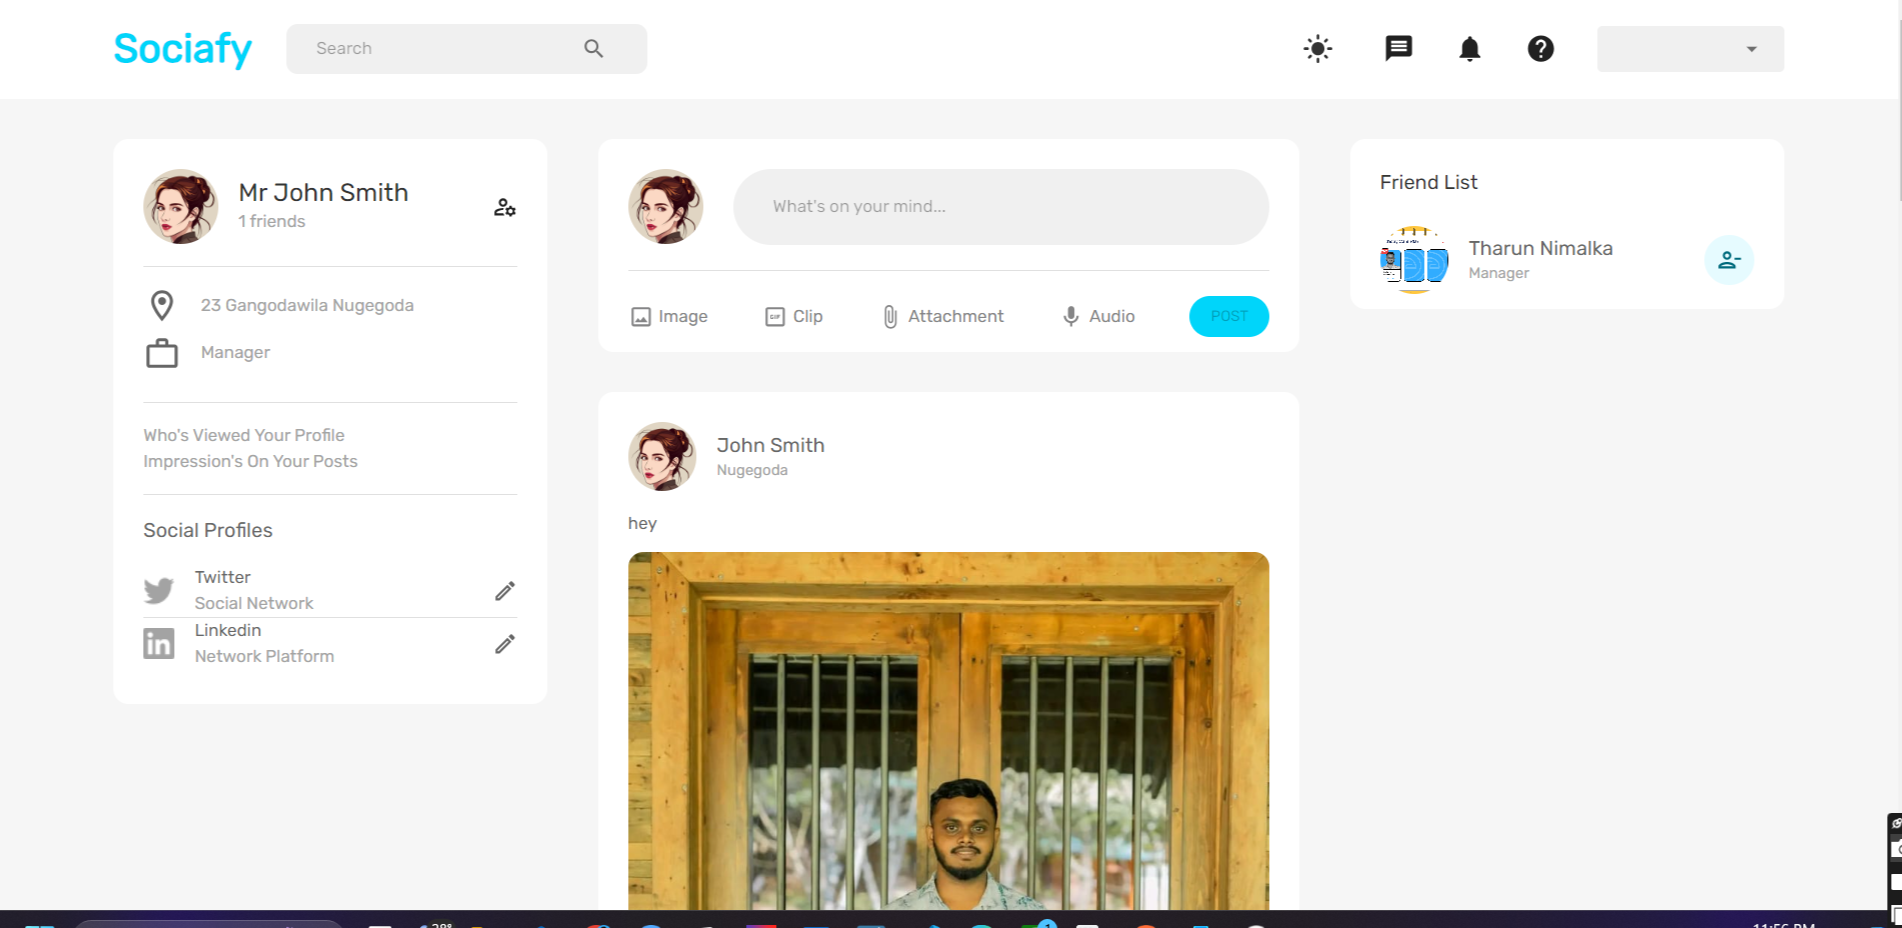 Sociafy
Search
Mr John Smith
1 friends
23 Gangodawila Nugegoda
Manager
Who's Viewed Your Profile
Impression's On Your Posts
Social Profiles
Twitter
Social Network
Linkedin
Network Platform
What's on your mind...
Image
Clip
Attachment
Audio
POST
John Smith
Nugegoda
hey
Friend List
Tharun Nimalka
Manager